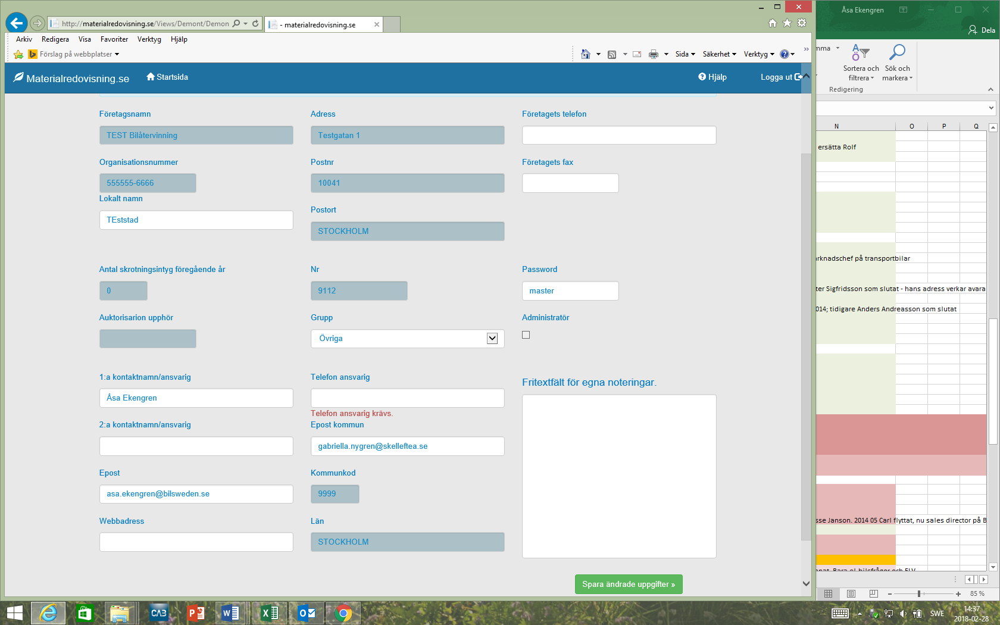 http://materialredovisning.se/Views/Demont/Demon
- materialredovisning.se
Arkiv Redigera Visa Favoriter Verktyg Hjälp
Förslag på webbplatser
Sida Säkerhet Verktyg
Materialredovisning.se Startsida Hjälp Logga ut
Företagsnamn Adress Företagets telefon
TEST Bilåtervinning Testgatan 1
Organisationsnummer Postnr Företagets fax
555555-6666 10041
Lokalt namn
Postort
TEststad
STOCKHOLM
Antal skrotningsintyg föregående år Nr Password
0 9112 master
Auktorisarion upphör Grupp Administratör
Övriga
1:a kontaktnamn/ansvarig Telefon ansvarig Fritextfält för egna noteringar.
Åsa Ekengren
Telefon ansvarig krävs.
2:a kontaktnamn/ansvarig Epost kommun
gabriella.nygren@skelleftea.se
Epost Kommunkod
asa.ekengren@bilsweden.se 9999
Webbadress Län
STOCKHOLM
Spara ändrade uppgifter »
Åsa Ekengren
Dela
mma
Sortera och filtrera
Sök och markera
Redigering
N O P Q
ersätta Rolf
rknadschef på transportbilar
ter Sigfridsson som slutat - hans adress verkar avara
014; tidigare Anders Andreasson som slutat
sse Janson. 2014 05 Carl flyttat, nu sales director på B
nnat. Bara el-bilsfrågor och ELV
85 %
CAB
SWE
14:37
2018-02-28